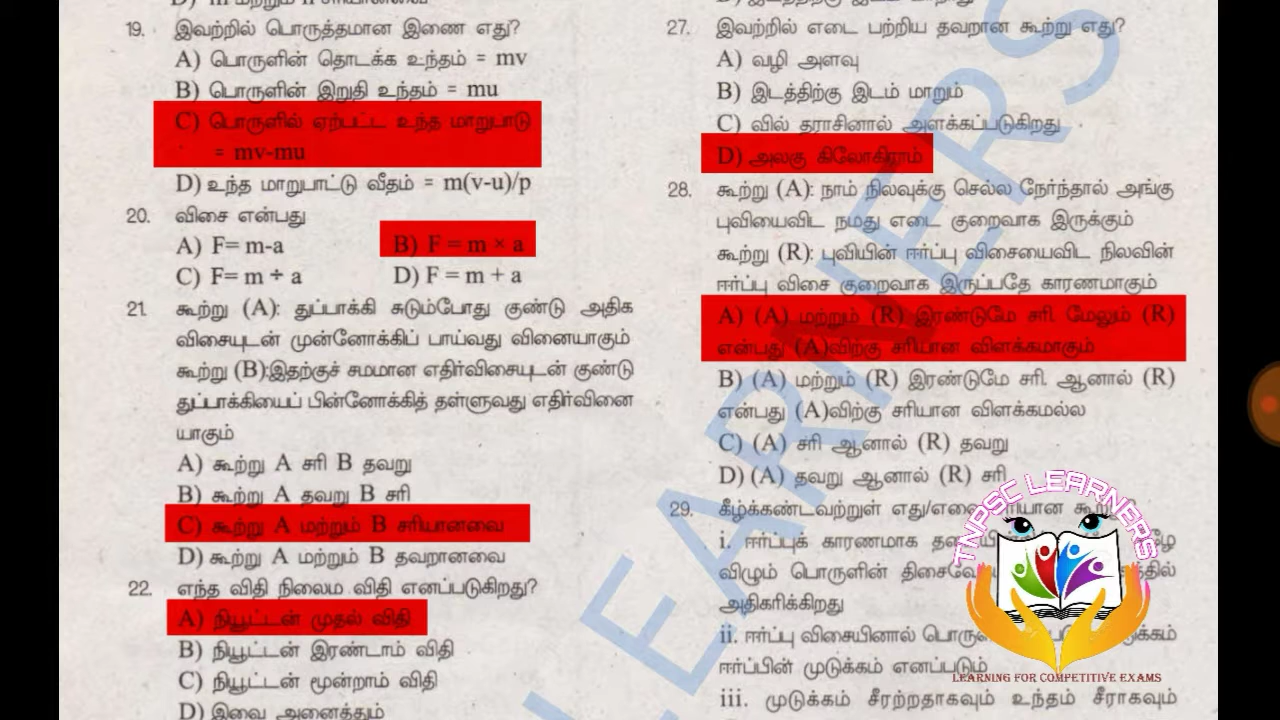 D) m மற்றும் n சரியானவை
19. இவற்றில் பொருத்தமான இணை எது?
A) பொருளின் தொடக்க உந்தம் = mv
B) பொருளின் இறுதி உந்தம் = mu
C) பொருளில் ஏற்பட்ட உந்த மாறுபாடு
= mv-mu
D) உந்த மாறுபாட்டு வீதம் = m(v-u)/p
20. விசை என்பது
A) F= m-a B) F = m × a
C) F= m ÷ a D) F = m + a
21. கூற்று (A): துப்பாக்கி சுடும்போது குண்டு அதிக
விசையுடன் முன்னோக்கிப் பாய்வது வினையாகும்
கூற்று (B):இதற்குச் சமமான எதிர்விசையுடன் குண்டு
துப்பாக்கியைப் பின்னோக்கித் தள்ளுவது எதிர்வினை
யாகும்
A) கூற்று A சரி B தவறு
B) கூற்று A தவறு B சரி
C) கூற்று A மற்றும் B சரியானவை
D) கூற்று A மற்றும் B தவறானவை
22. எந்த விதி நிலைம விதி எனப்படுகிறது?
A) நியூட்டன் முதல் விதி
B) நியூட்டன் இரண்டாம் விதி
C) நியூட்டன் மூன்றாம் விதி
D) இவை அனைத்தும்
27. இவற்றில் எடை பற்றிய தவறான கூற்று எது?
A) வழி அளவு
B) இடத்திற்கு இடம் மாறும்
C) வில் தராசினால் அளக்கப்படுகிறது
D) அலகு கிலோகிராம்
28. கூற்று (A): நாம் நிலவுக்கு செல்ல நேர்ந்தால் அங்கு
புவியைவிட நமது எடை குறைவாக இருக்கும்
கூற்று (R): புவியின் ஈர்ப்பு விசையைவிட நிலவின்
ஈர்ப்பு விசை குறைவாக இருப்பதே காரணமாகும்
A) (A) மற்றும் (R) இரண்டுமே சரி. மேலும் (R)
என்பது (A)விற்கு சரியான விளக்கமாகும்
B) (A) மற்றும் (R) இரண்டுமே சரி. ஆனால் (R)
என்பது (A)விற்கு சரியான விளக்கமல்ல
C) (A) சரி ஆனால் (R) தவறு
D) (A) தவறு ஆனால் (R) சரி
29. கீழ்க்கண்டவற்றுள்
i. ஈர்ப்புக் காரணமாக
விழும் பொருளின்
அதிகரிக்கிறது
ii. ஈர்ப்பு விசையினால்
ஈர்ப்பின் முடுக்கம் எனப்படும்
iii. முடுக்கம் சீரற்றதாகவும் உந்தம் சீராகவும்
LEARNERS
TNPSC LEARNERS
LEARNING FOR COMPETITIVE EXAMS